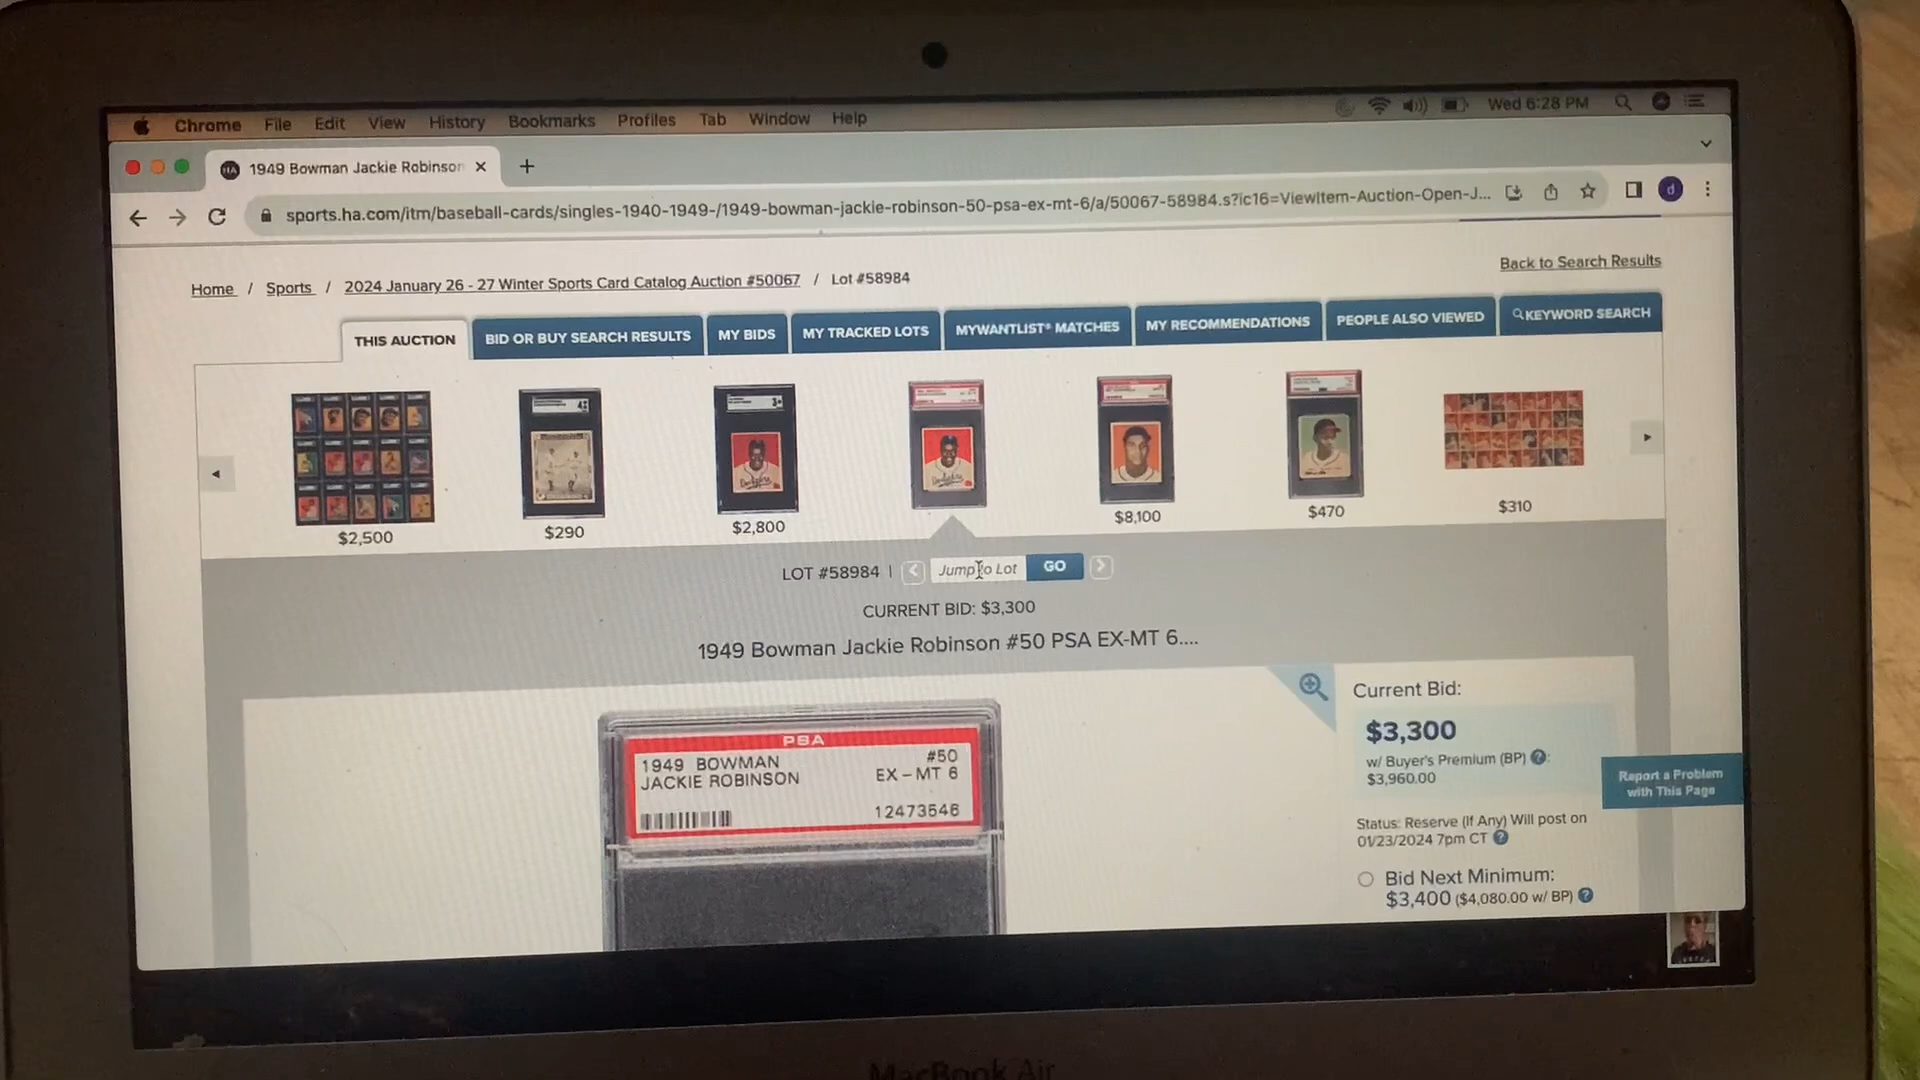 Chrome File Edit View History Bookmarks Profiles Tab Window Help Wed 6:28 PM
1949 Bowman Jackie Robinson
sports.ha.com/itm/baseball-cards/singles-1940-1949-/1949-bowman-jackie-robinson-50-psa-ex-mt-6/a/50067-58984.s?ic16=ViewItem-Auction-Open-J...
d
Back to Search Results
Home / Sports / 2024 January 26 - 27 Winter Sports Card Catalog Auction #50067 / Lot #58984
THIS AUCTION BID OR BUY SEARCH RESULTS MY BIDS MY TRACKED LOTS MYWANTLIST® MATCHES MY RECOMMENDATIONS PEOPLE ALSO VIEWED KEYWORD SEARCH
Dodgers
$2,500 $290 $2,800 $8,100 $470 $310
LOT #58984 | < Jump to Lot GO >
CURRENT BID: $3,300
1949 Bowman Jackie Robinson #50 PSA EX-MT 6....
PSA
1949 BOWMAN #50
JACKIE ROBINSON EX-MT 6
12473546
Current Bid:
$3,300
w/ Buyer's Premium (BP) ?:
$3,960.00
Report a Problem
with This Page
Status: Reserve (If Any) Will post on
01/23/2024 7pm CT ?
Bid Next Minimum:
$3,400 ($4,080.00 w/ BP) ?
MacBook Air